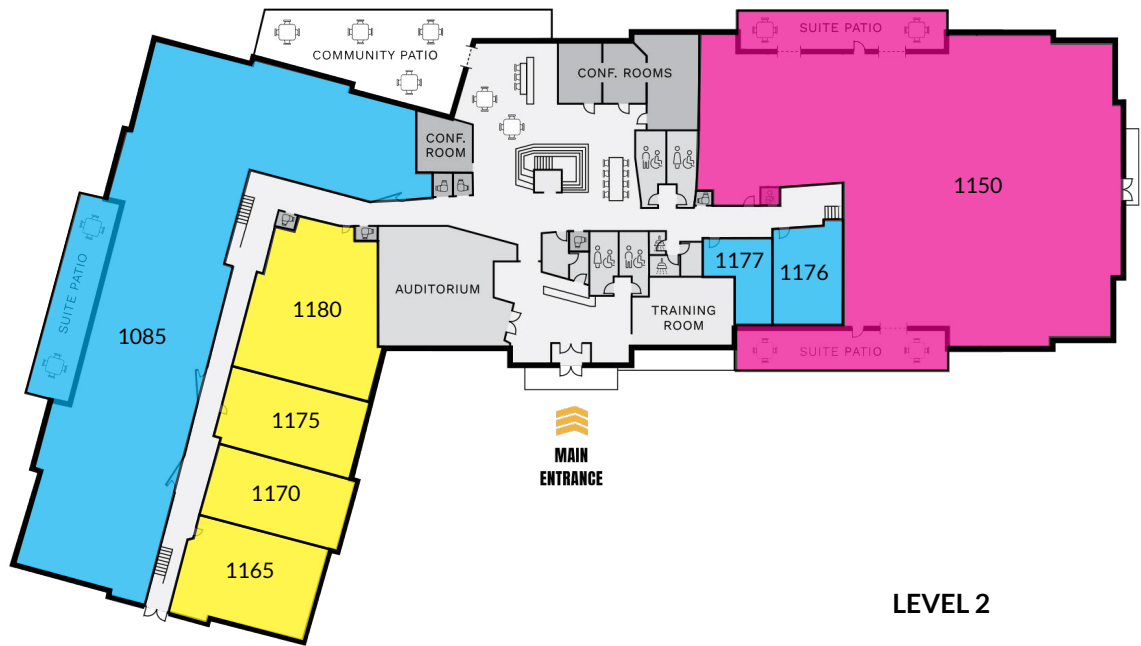 SUITE PATIO
COMMUNITY PATIO
CONF. ROOMS
CONF.
ROOM
1150
SUITE PATIO
1177
1176
AUDITORIUM
1180
TRAINING
ROOM
1085
SUITE PATIO
1175
MAIN
ENTRANCE
1170
1165
LEVEL 2